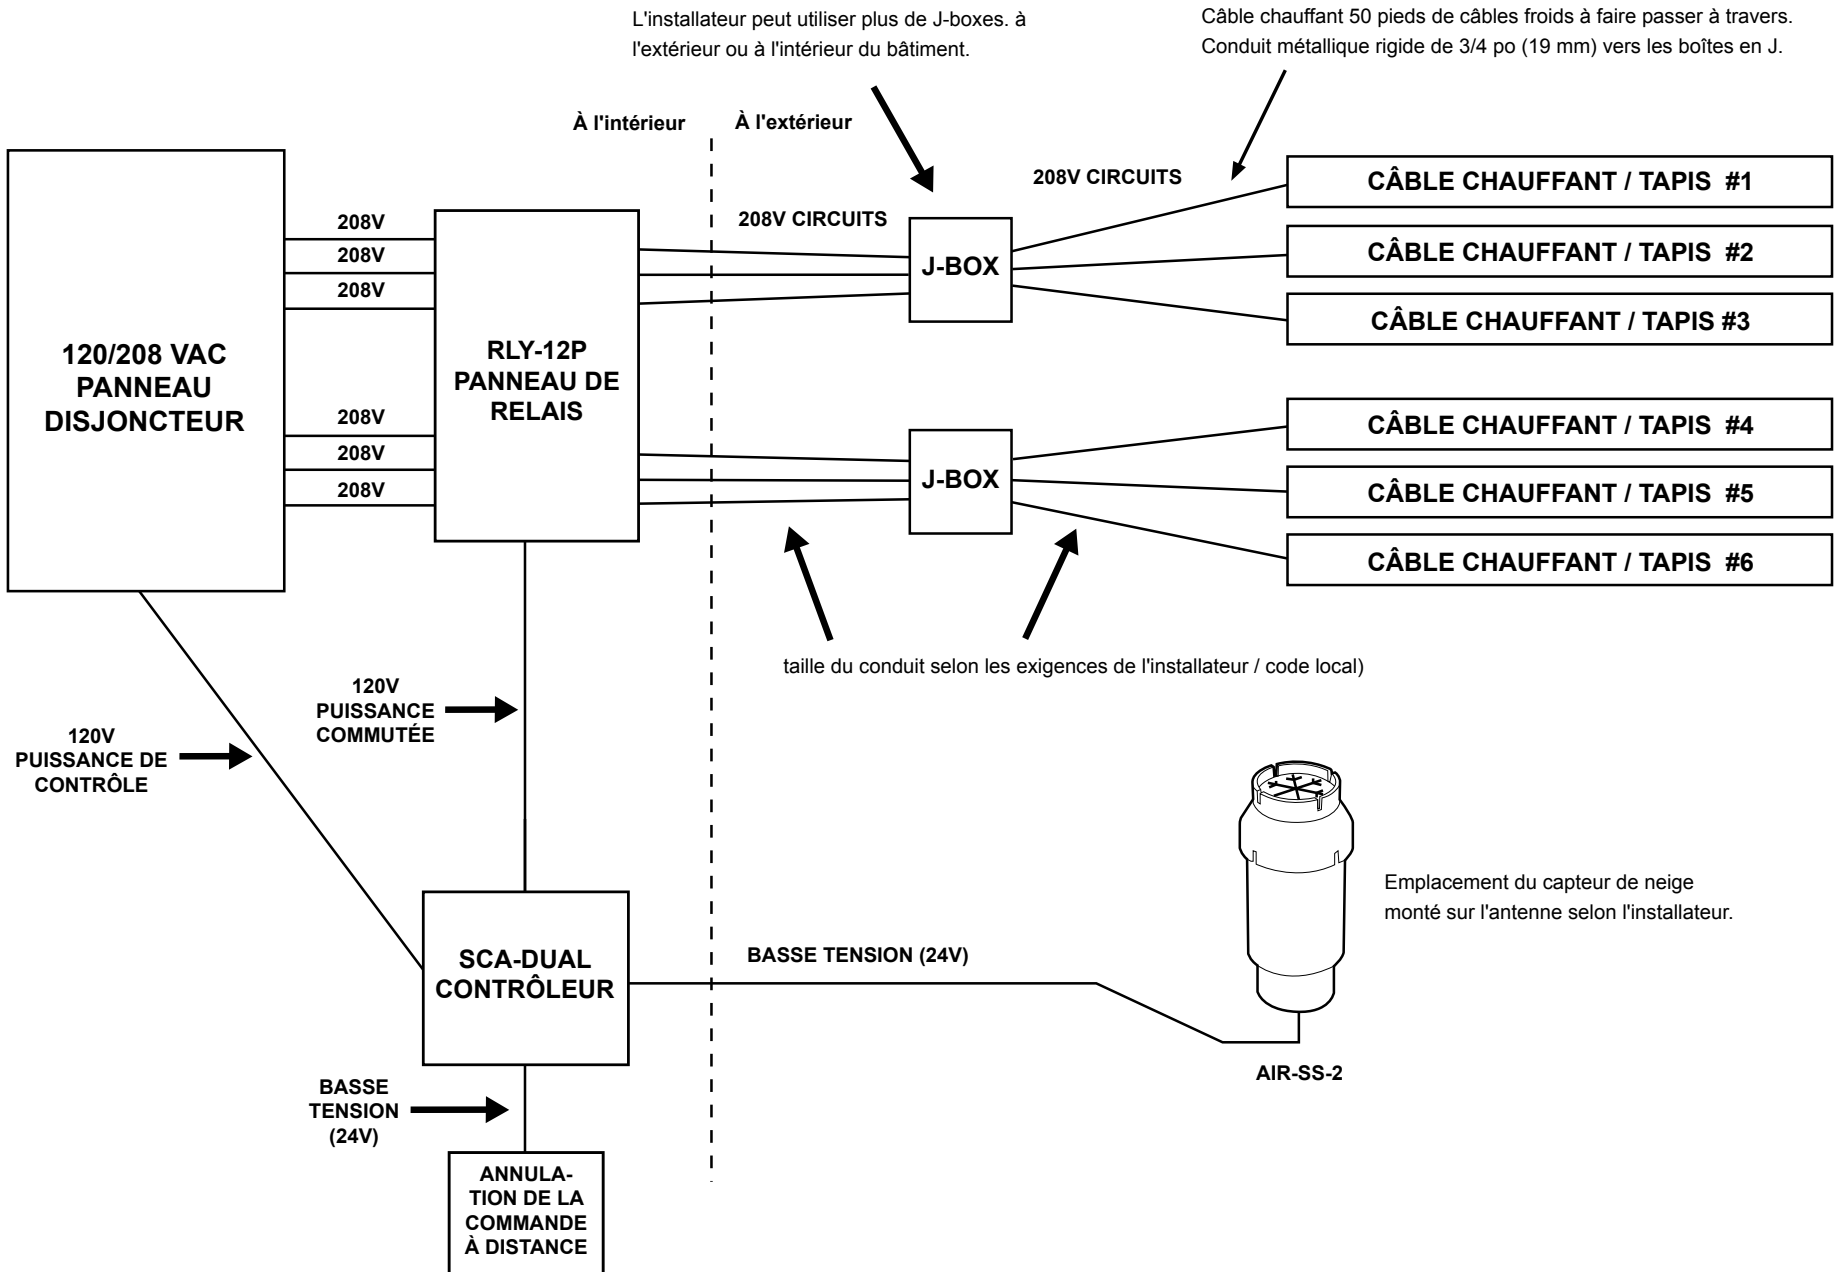 L'installateur peut utiliser plus de J-boxes. à
l'extérieur ou à l'intérieur du bâtiment.
Câble chauffant 50 pieds de câbles froids à faire passer à travers.
Conduit métallique rigide de 3/4 po (19 mm) vers les boîtes en J.
À l'intérieur
À l'extérieur
120/208 VAC
PANNEAU
DISJONCTEUR
208V
208V
208V
208V
208V
208V
RLY-12P
PANNEAU DE
RELAIS
208V CIRCUITS
208V CIRCUITS
J-BOX
J-BOX
CÂBLE CHAUFFANT / TAPIS #1
CÂBLE CHAUFFANT / TAPIS #2
CÂBLE CHAUFFANT / TAPIS #3
CÂBLE CHAUFFANT / TAPIS #4
CÂBLE CHAUFFANT / TAPIS #5
CÂBLE CHAUFFANT / TAPIS #6
taille du conduit selon les exigences de l'installateur / code local)
120V
PUISSANCE
COMMUTÉE
120V
PUISSANCE DE
CONTRÔLE
Emplacement du capteur de neige
monté sur l'antenne selon l'installateur.
SCA-DUAL
CONTRÔLEUR
BASSE TENSION (24V)
AIR-SS-2
BASSE
TENSION
(24V)
ANNULA-
TION DE LA
COMMANDE
À DISTANCE